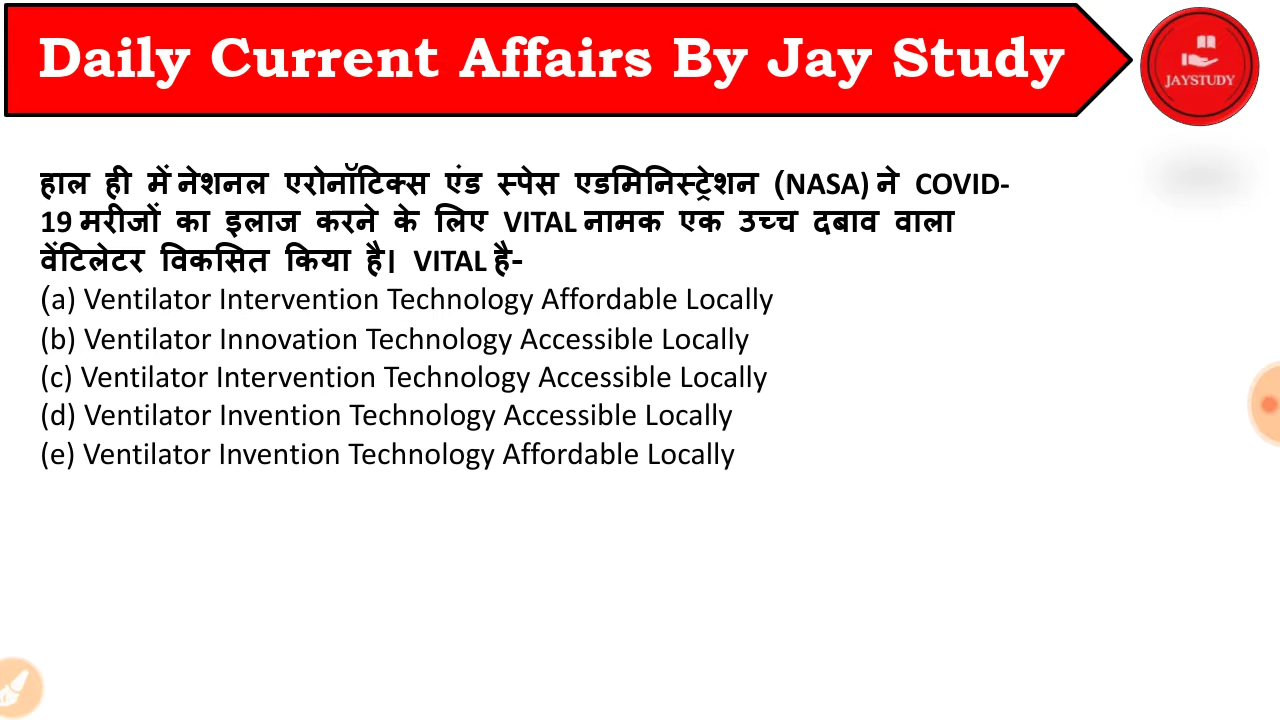 Daily Current Affairs By Jay Study
JAYSTUDY
हाल ही में नेशनल एरोनॉटिक्स एंड स्पेस एडमिनिस्ट्रेशन (NASA) ने COVID-
19 मरीजों का इलाज करने के लिए VITAL नामक एक उच्च दबाव वाला
वेंटिलेटर विकसित किया है। VITAL है-
(a) Ventilator Intervention Technology Affordable Locally
(b) Ventilator Innovation Technology Accessible Locally
(c) Ventilator Intervention Technology Accessible Locally
(d) Ventilator Invention Technology Accessible Locally
(e) Ventilator Invention Technology Affordable Locally